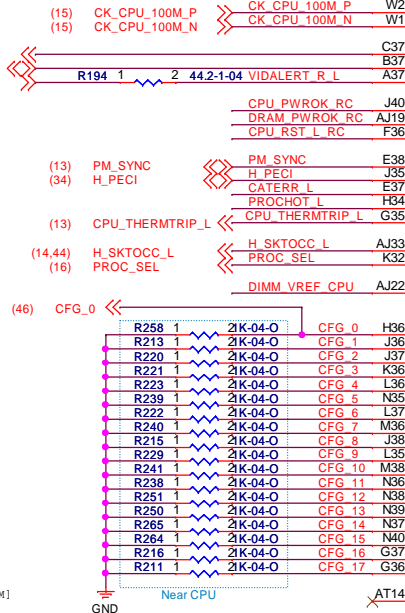 (15) CK_CPU_100M_P CK_CPU_100M_P W2
(15) CK_CPU_100M_N CK_CPU_100M_N W1
C37
B37
R194 1 2 44.2-1-04 VIDALERT_R_L A37
CPU_PWROK_RC J40
DRAM_PWROK_RC AJ19
CPU_RST_L_RC F36
(13) PM_SYNC PM_SYNC E38
(34) H_PECI H_PECI J35
CATERR_L E37
PROCHOT_L H34
(13) CPU_THERMTRIP_L CPU_THERMTRIP_L G35
(14,44) H_SKTOCC_L H_SKTOCC_L AJ33
(16) PROC_SEL PROC_SEL K32
DIMM_VREF_CPU AJ22
(46) CFG_0
R258 1 2 1K-04-O CFG_0 H36
R213 1 2 1K-04-O CFG_1 J36
R220 1 2 1K-04-O CFG_2 J37
R221 1 2 1K-04-O CFG_3 K36
R223 1 2 1K-04-O CFG_4 L36
R239 1 2 1K-04-O CFG_5 N35
R222 1 2 1K-04-O CFG_6 L37
R240 1 2 1K-04-O CFG_7 M36
R215 1 2 1K-04-O CFG_8 J38
R229 1 2 1K-04-O CFG_9 L35
R241 1 2 1K-04-O CFG_10 M38
R238 1 2 1K-04-O CFG_11 N36
R251 1 2 1K-04-O CFG_12 N38
R250 1 2 1K-04-O CFG_13 N39
R265 1 2 1K-04-O CFG_14 N37
R264 1 2 1K-04-O CFG_15 N40
R216 1 2 1K-04-O CFG_16 G37
R211 1 2 1K-04-O CFG_17 G36
M] Near CPU AT14
GND